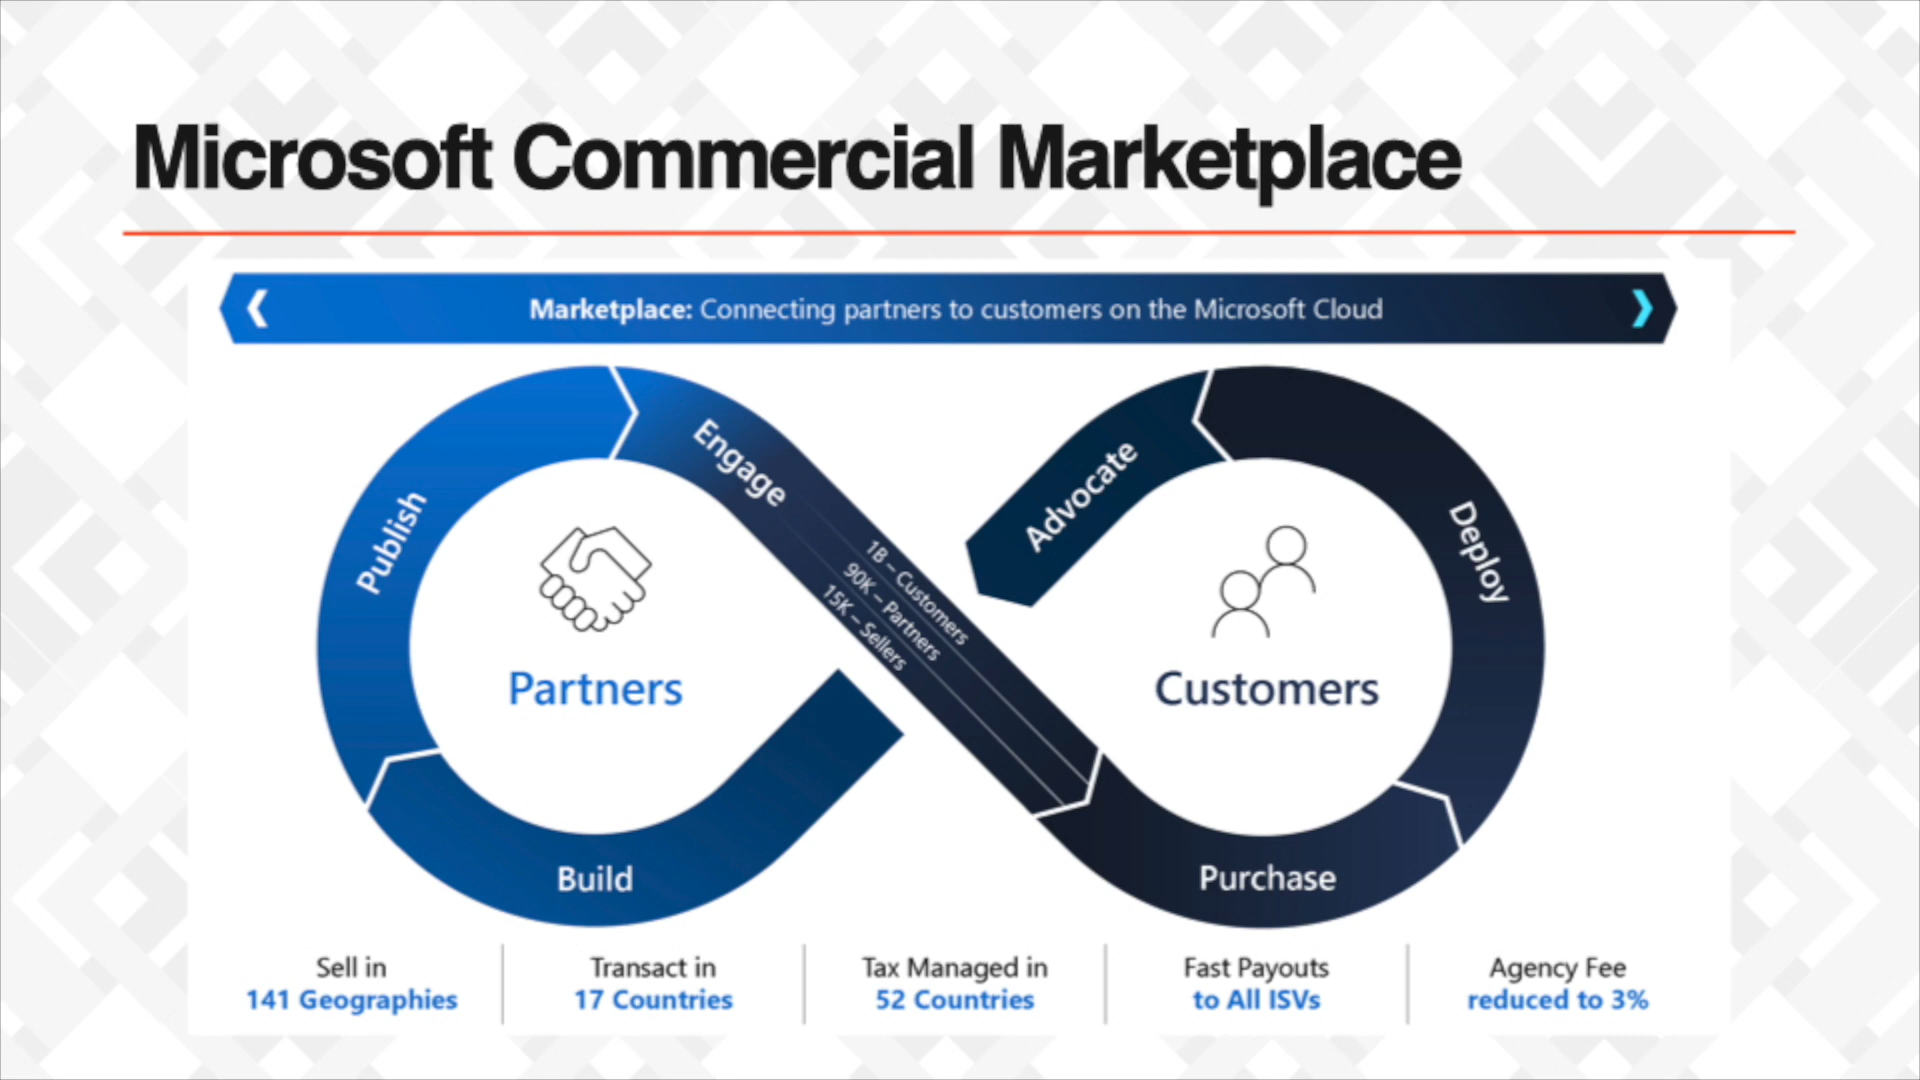 Microsoft Commercial Marketplace
Marketplace: Connecting partners to customers on the Microsoft Cloud
Publish
Engage
1B – Customers
90K – Partners
15K – Sellers
Advocate
Deploy
Partners
Customers
Build
Purchase
Sell in
141 Geographies
Transact in
17 Countries
Tax Managed in
52 Countries
Fast Payouts
to All ISVs
Agency Fee
reduced to 3%